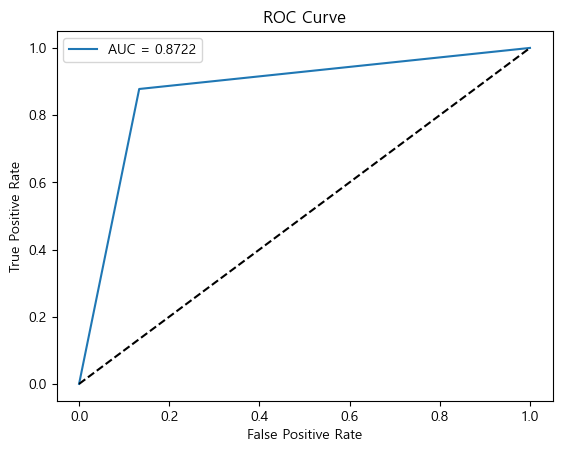 ROC Curve
AUC = 0.8722
True Positive Rate
1.0
0.8
0.6
0.4
0.2
0.0
0.0 0.2 0.4 0.6 0.8 1.0
False Positive Rate